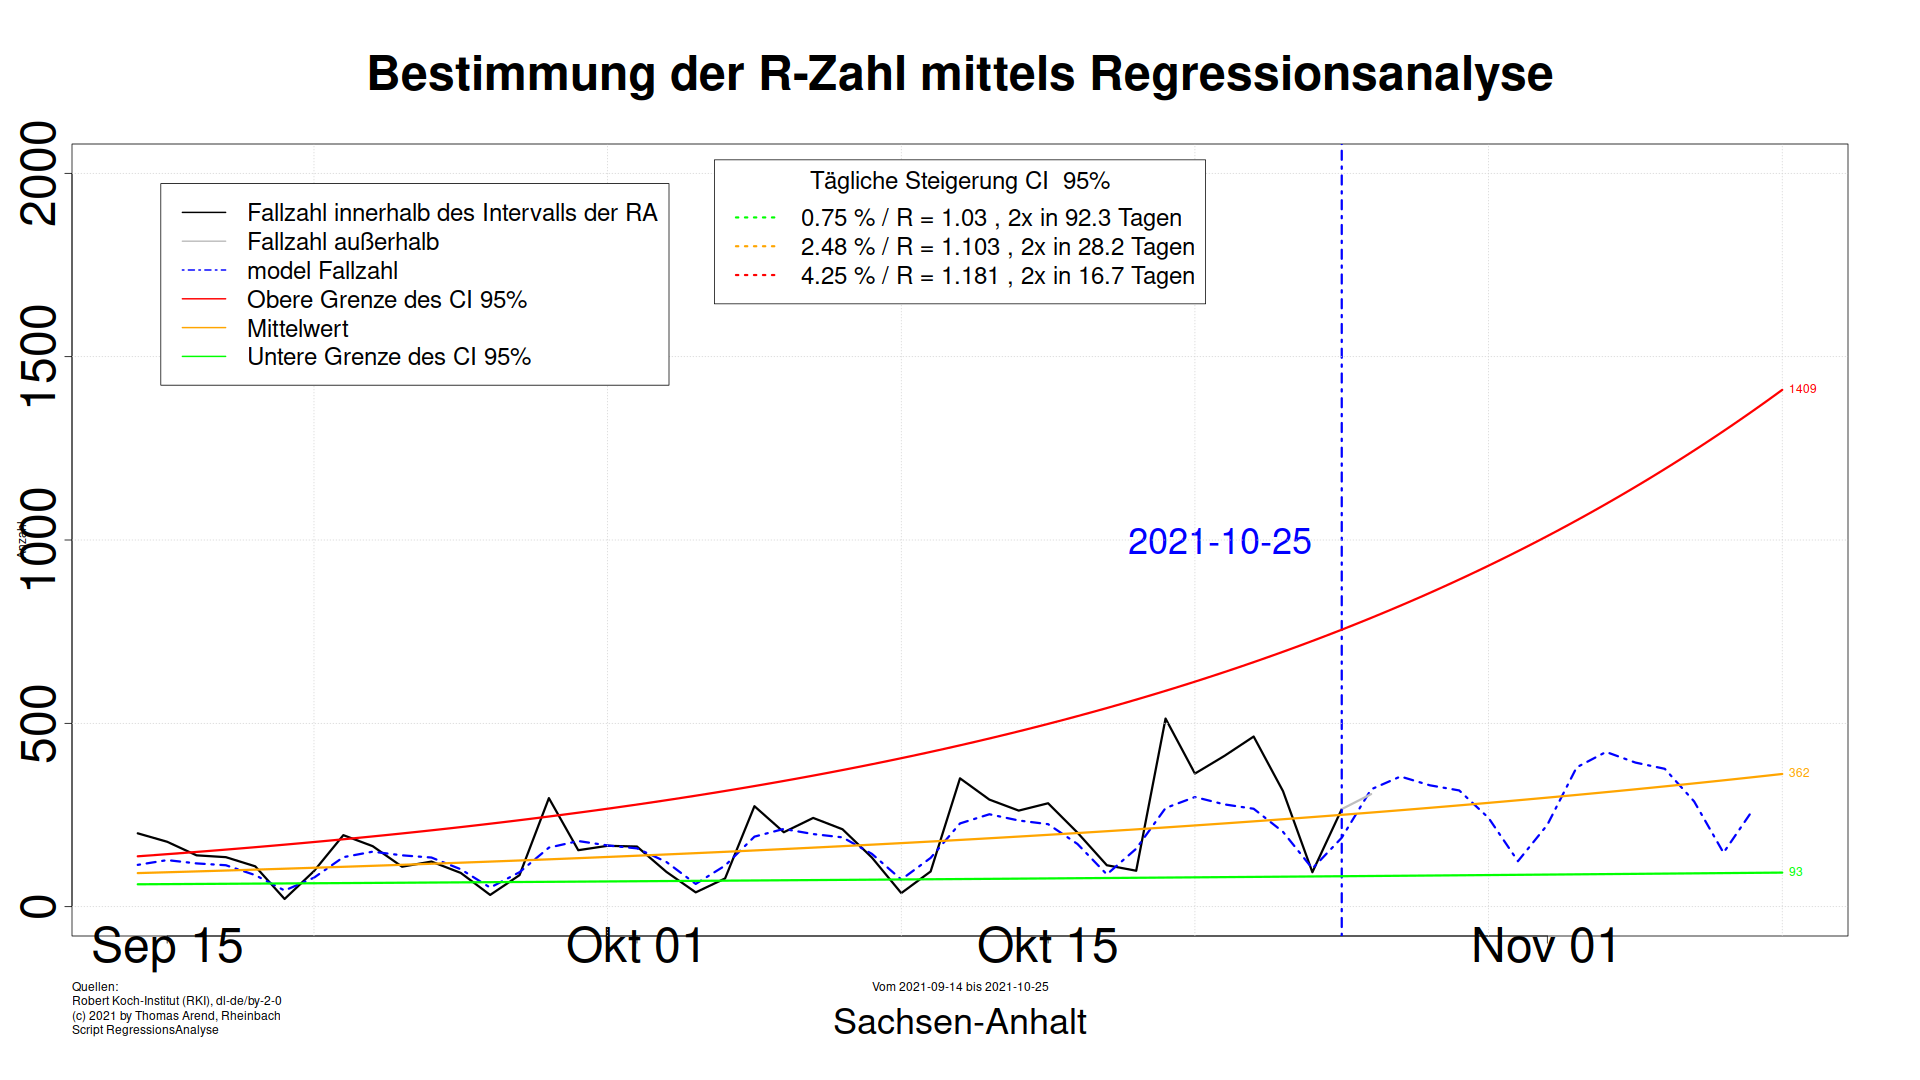 Bestimmung der R-Zahl mittels Regressionsanalyse
Tägliche Steigerung CI  95%
0.75 % / R = 1.03 , 2x in 92.3 Tagen
2.48 % / R = 1.103 , 2x in 28.2 Tagen
4.25 % / R = 1.181 , 2x in 16.7 Tagen
Fallzahl innerhalb des Intervalls der RA
Fallzahl außerhalb
model Fallzahl
Obere Grenze des CI 95%
Mittelwert
Untere Grenze des CI 95%
2000
1500
1000
500
0
Anzahl
2021-10-25
1409
362
93
Sep 15
Okt 01
Okt 15
Nov 01
Quellen:
Robert Koch-Institut (RKI), dl-de/by-2-0
(c) 2021 by Thomas Arend, Rheinbach
Script RegressionsAnalyse
Vom 2021-09-14 bis 2021-10-25
Sachsen-Anhalt